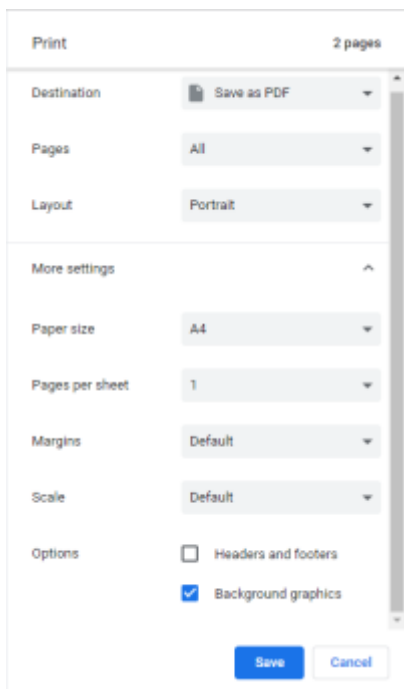 Print 2 pages
Destination Save as PDF
Pages All
Layout Portrait
More settings
Paper size A4
Pages per sheet 1
Margins Default
Scale Default
Options Headers and footers
Background graphics
Save Cancel